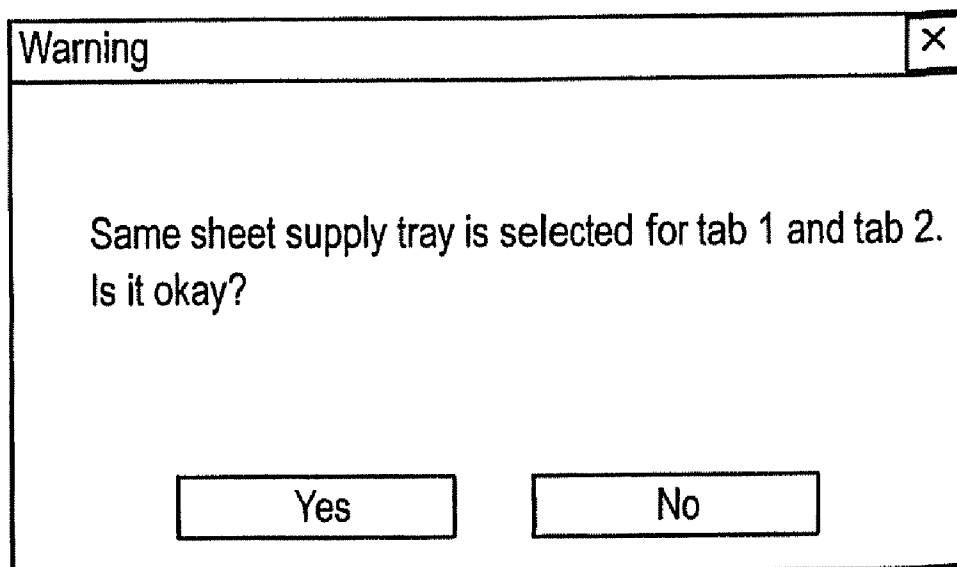 Warning
×
Same sheet supply tray is selected for tab 1 and tab 2.
Is it okay?
Yes
No